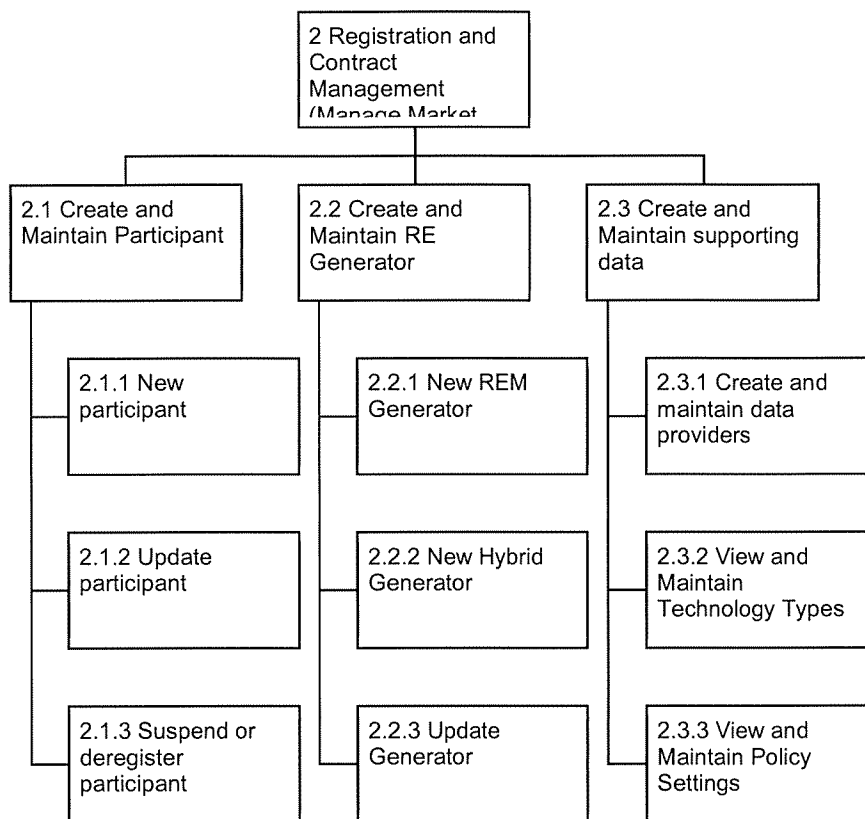 2 Registration and
Contract
Management
(Manage Market
2.1 Create and
Maintain Participant
2.2 Create and
Maintain RE
Generator
2.3 Create and
Maintain supporting
data
2.1.1 New
participant
2.2.1 New REM
Generator
2.3.1 Create and
maintain data
providers
2.1.2 Update
participant
2.2.2 New Hybrid
Generator
2.3.2 View and
Maintain
Technology Types
2.1.3 Suspend or
deregister
participant
2.2.3 Update
Generator
2.3.3 View and
Maintain Policy
Settings